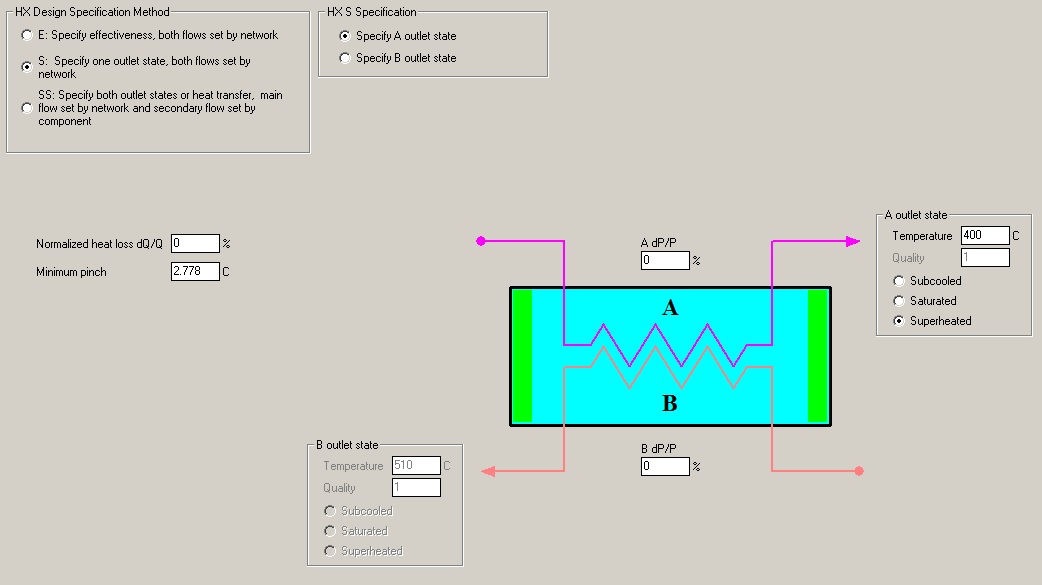 HX Design Specification Method
E: Specify effectiveness, both flows set by network
S: Specify one outlet state, both flows set by
network
SS: Specify both outlet states or heat transfer, main
flow set by network and secondary flow set by
component
HX S Specification
Specify A outlet state
Specify B outlet state
Normalized heat loss dQ/Q 0 %
Minimum pinch 2.778 C
A dP/P
0 %
A outlet state
Temperature 400 C
Quality 1
Subcooled
Saturated
Superheated
A
B
B dP/P
0 %
B outlet state
Temperature 510 C
Quality 1
Subcooled
Saturated
Superheated